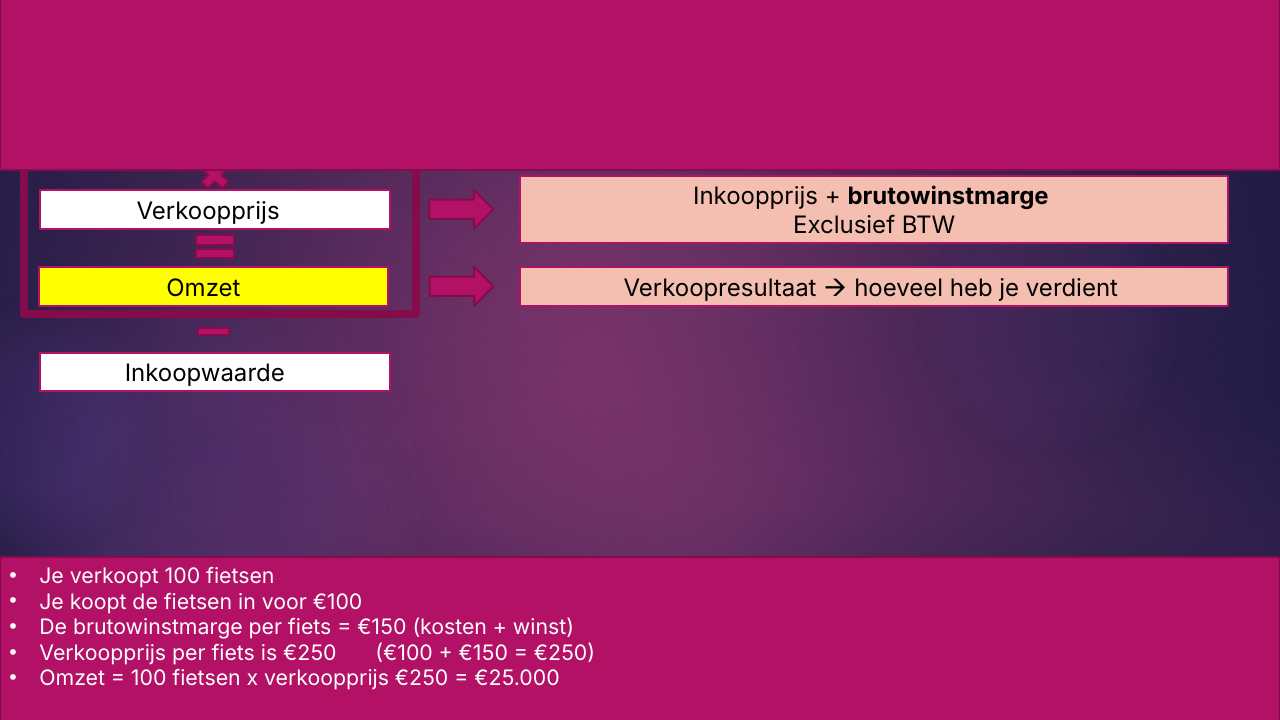 Verkoopprijs
Inkoopprijs + brutowinstmarge
Exclusief BTW
Omzet
Verkoopresultaat → hoeveel heb je verdient
Inkoopwaarde
• Je verkoopt 100 fietsen
• Je koopt de fietsen in voor €100
• De brutowinstmarge per fiets = €150 (kosten + winst)
• Verkoopprijs per fiets is €250 (€100 + €150 = €250)
• Omzet = 100 fietsen x verkoopprijs €250 = €25.000